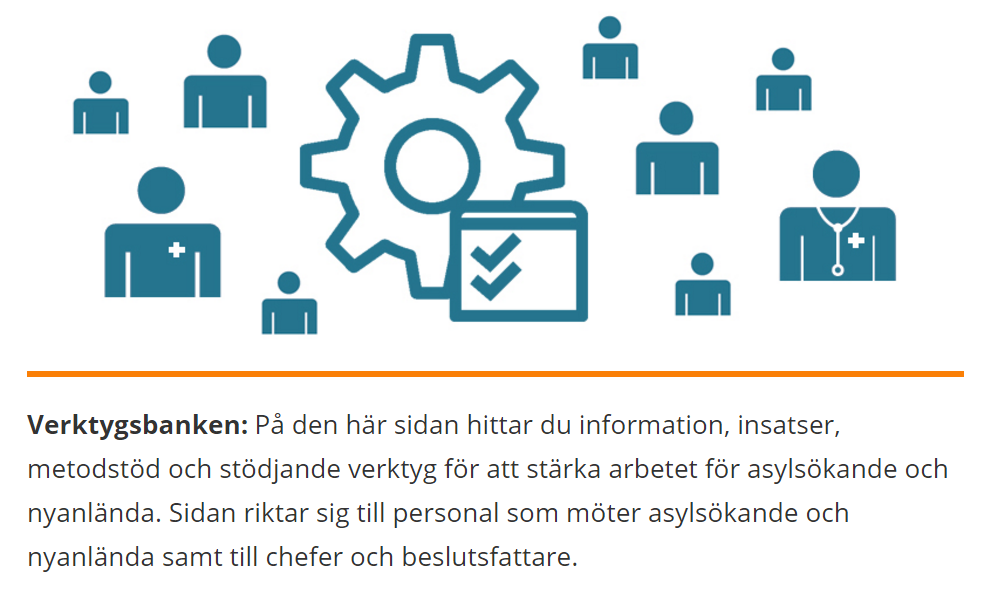 Verktygsbanken: På den här sidan hittar du information, insatser,
metodstöd och stödjande verktyg för att stärka arbetet för asylsökande och
nyanlända. Sidan riktar sig till personal som möter asylsökande och
nyanlända samt till chefer och beslutsfattare.